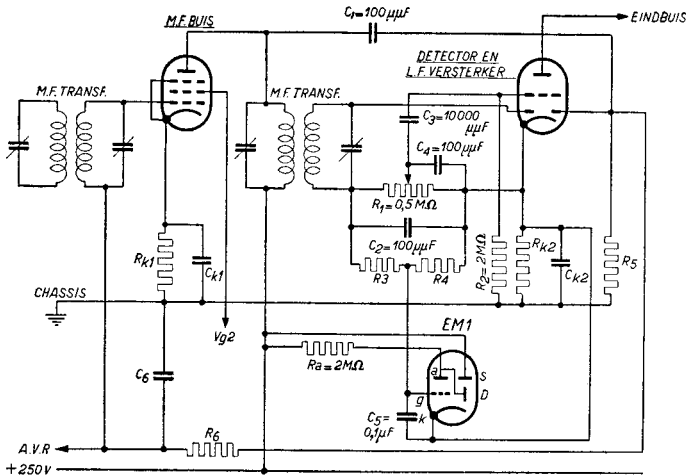 M.F. BUIS
C₁=100μμF
EINDBUIS
DETECTOR EN
L.F. VERSTERKER
M.F. TRANSF.
M.F. TRANSF.
C₃=10000
μμF
C₄=100μμF
R₁=0,5MΩ
C₂=100μμF
R3
R4
Rk1
Ck1
R₂=2MΩ
Rk2
Ck2
R5
CHASSIS
Vg2
EM1
Ra=2MΩ
a
S
D
g
k
C₅=
0,1μF
C6
R6
A.V.R
+250V